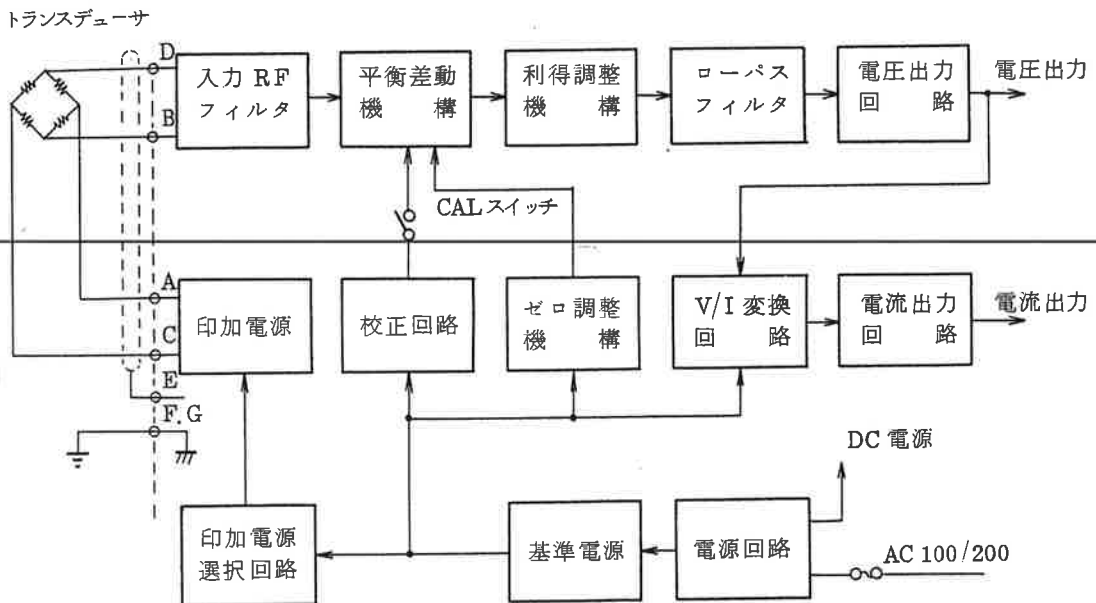 トランスデューサ
D
入力 RF
フィルタ
平衡差動
機 構
利得調整
機 構
ローパス
フィルタ
電圧出力
回 路
電圧出力
B
CAL スイッチ
A
印加電源
校正回路
ゼロ調整
機 構
V/I 変換
回 路
電流出力
回 路
電流出力
C
E
F.G
DC 電源
印加電源
選択回路
基準電源
電源回路
AC 100/200